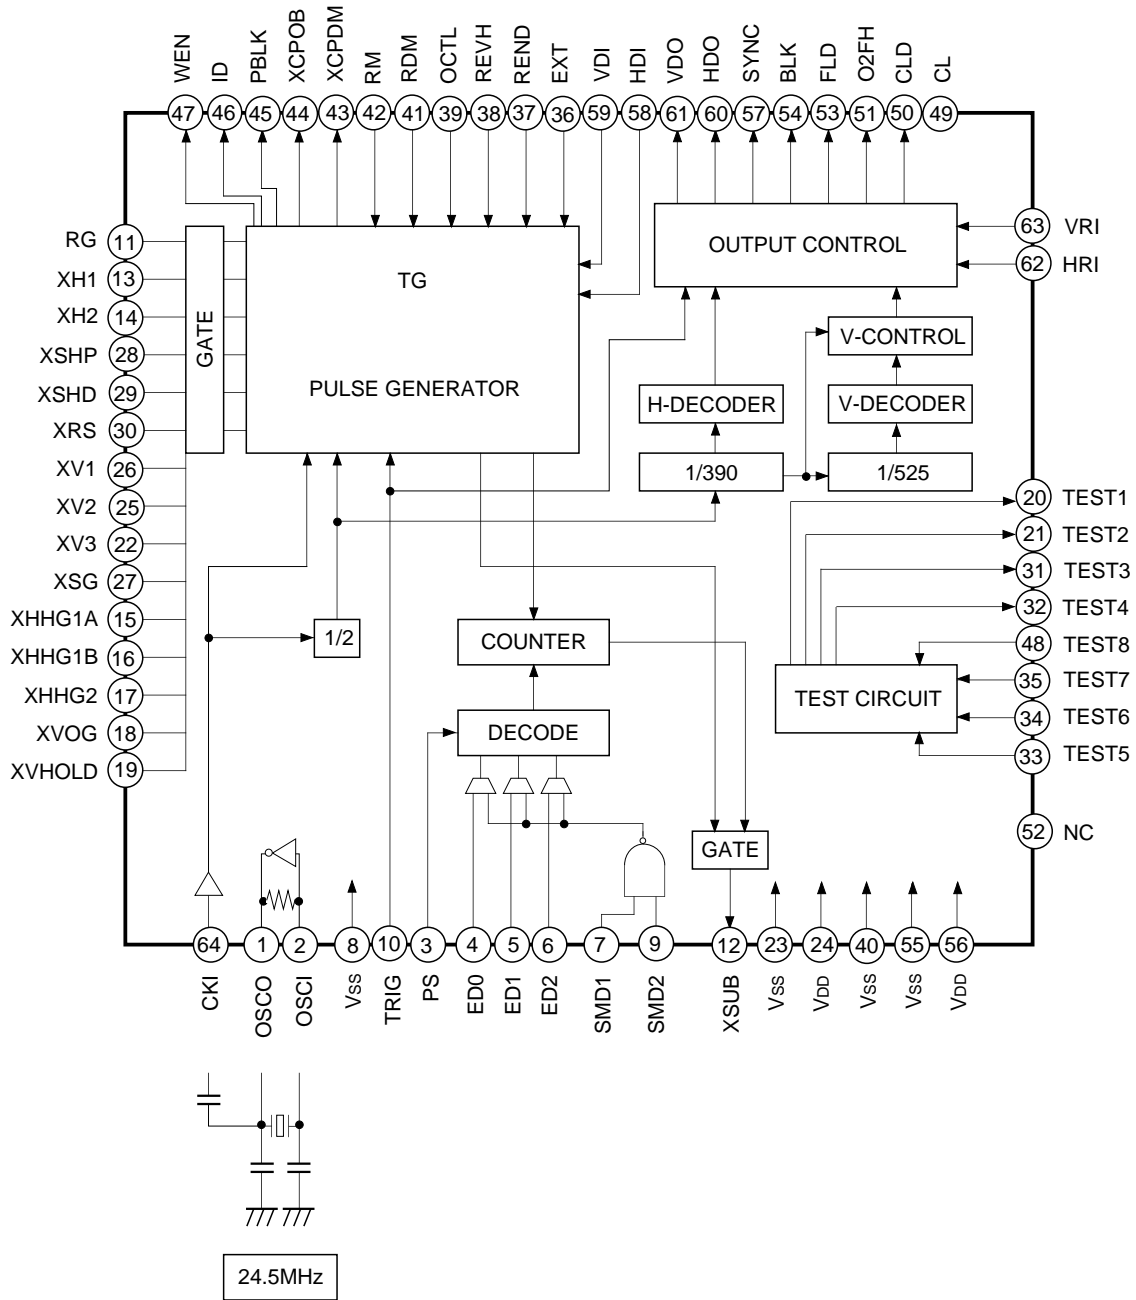 WEN
ID
PBLK
XCPOB
XCPDM
RM
RDM
OCTL
REVH
REND
EXT
VDI
HDI
VDO
HDO
SYNC
BLK
FLD
O2FH
CLD
CL
47
46
45
44
43
42
41
39
38
37
36
59
58
61
60
57
54
53
51
50
49
RG 11
XH1 13
XH2 14
XSHP 28
XSHD 29
XRS 30
XV1 26
XV2 25
XV3 22
XSG 27
XHHG1A 15
XHHG1B 16
XHHG2 17
XVOG 18
XVHOLD 19
GATE
TG
PULSE GENERATOR
OUTPUT CONTROL
63 VRI
62 HRI
V-CONTROL
H-DECODER
V-DECODER
1/390
1/525
20 TEST1
21 TEST2
31 TEST3
32 TEST4
48 TEST8
35 TEST7
34 TEST6
33 TEST5
52 NC
1/2
COUNTER
DECODE
TEST CIRCUIT
GATE
64
1
2
8
10
3
4
5
6
7
9
12
23
24
40
55
56
CKI
OSCO
OSCI
VSS
TRIG
PS
ED0
ED1
ED2
SMD1
SMD2
XSUB
VSS
VDD
VSS
VSS
VDD
24.5MHz